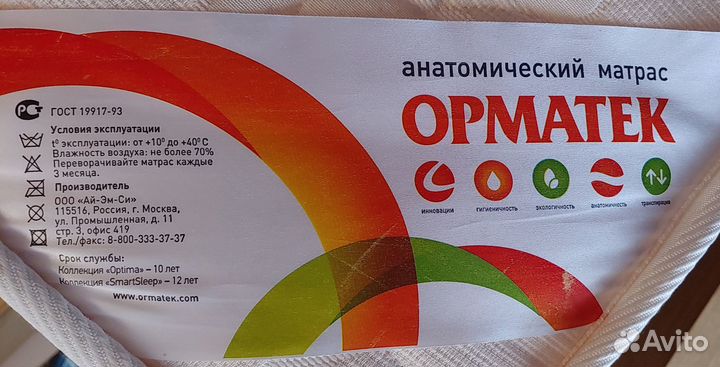 ГОСТ 19917-93
Условия эксплуатации
t° эксплуатации: от +10° до +40°С
Влажность воздуха: не более 70%
Переворачивайте матрас каждые
3 месяца.
Производитель
ООО «Ай-Эм-Си»
115516, Россия, г. Москва,
ул. Промышленная, д. 11
стр. 3, офис 419
Тел./факс: 8-800-333-37-37
Срок службы:
Коллекция «Optima» – 10 лет
Коллекция «SmartSleep» – 12 лет
www.ormatek.com
анатомический матрас
ОРМАТЕК
инновации гигиеничность экологичность анатомичность транспирация
Avito